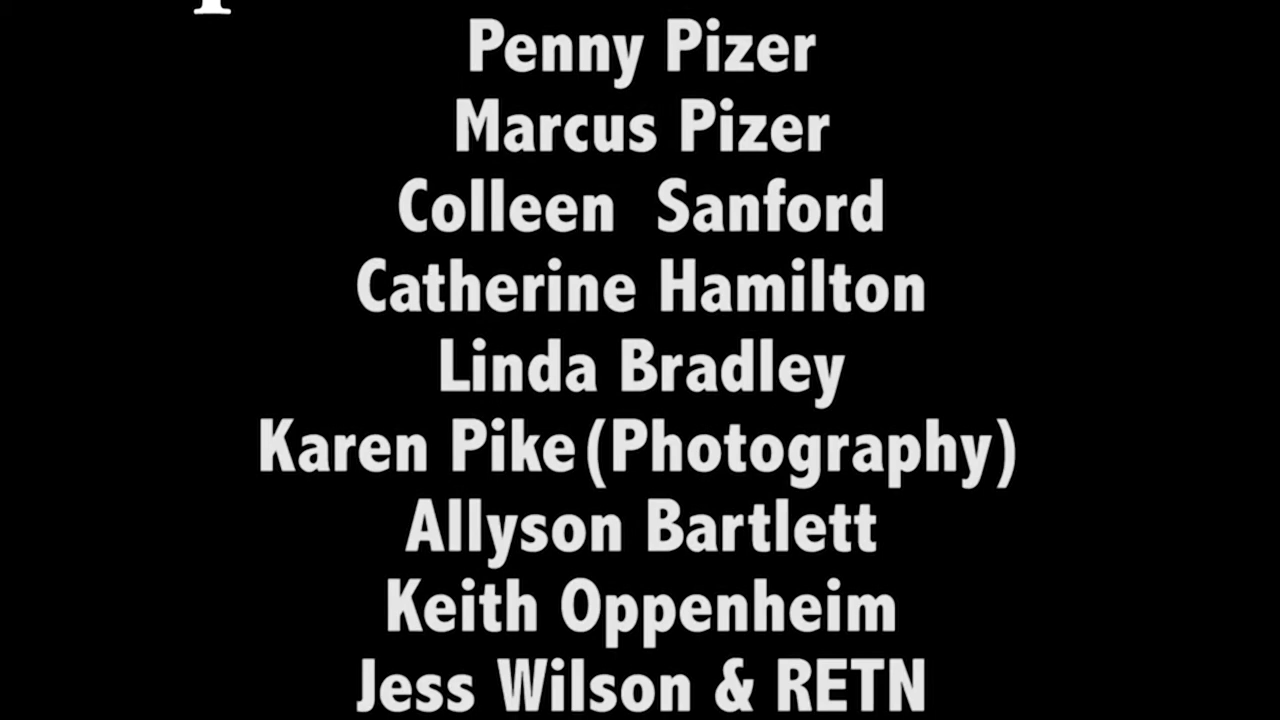 Penny Pizer
Marcus Pizer
Colleen Sanford
Catherine Hamilton
Linda Bradley
Karen Pike (Photography)
Allyson Bartlett
Keith Oppenheim
Jess Wilson & RETN